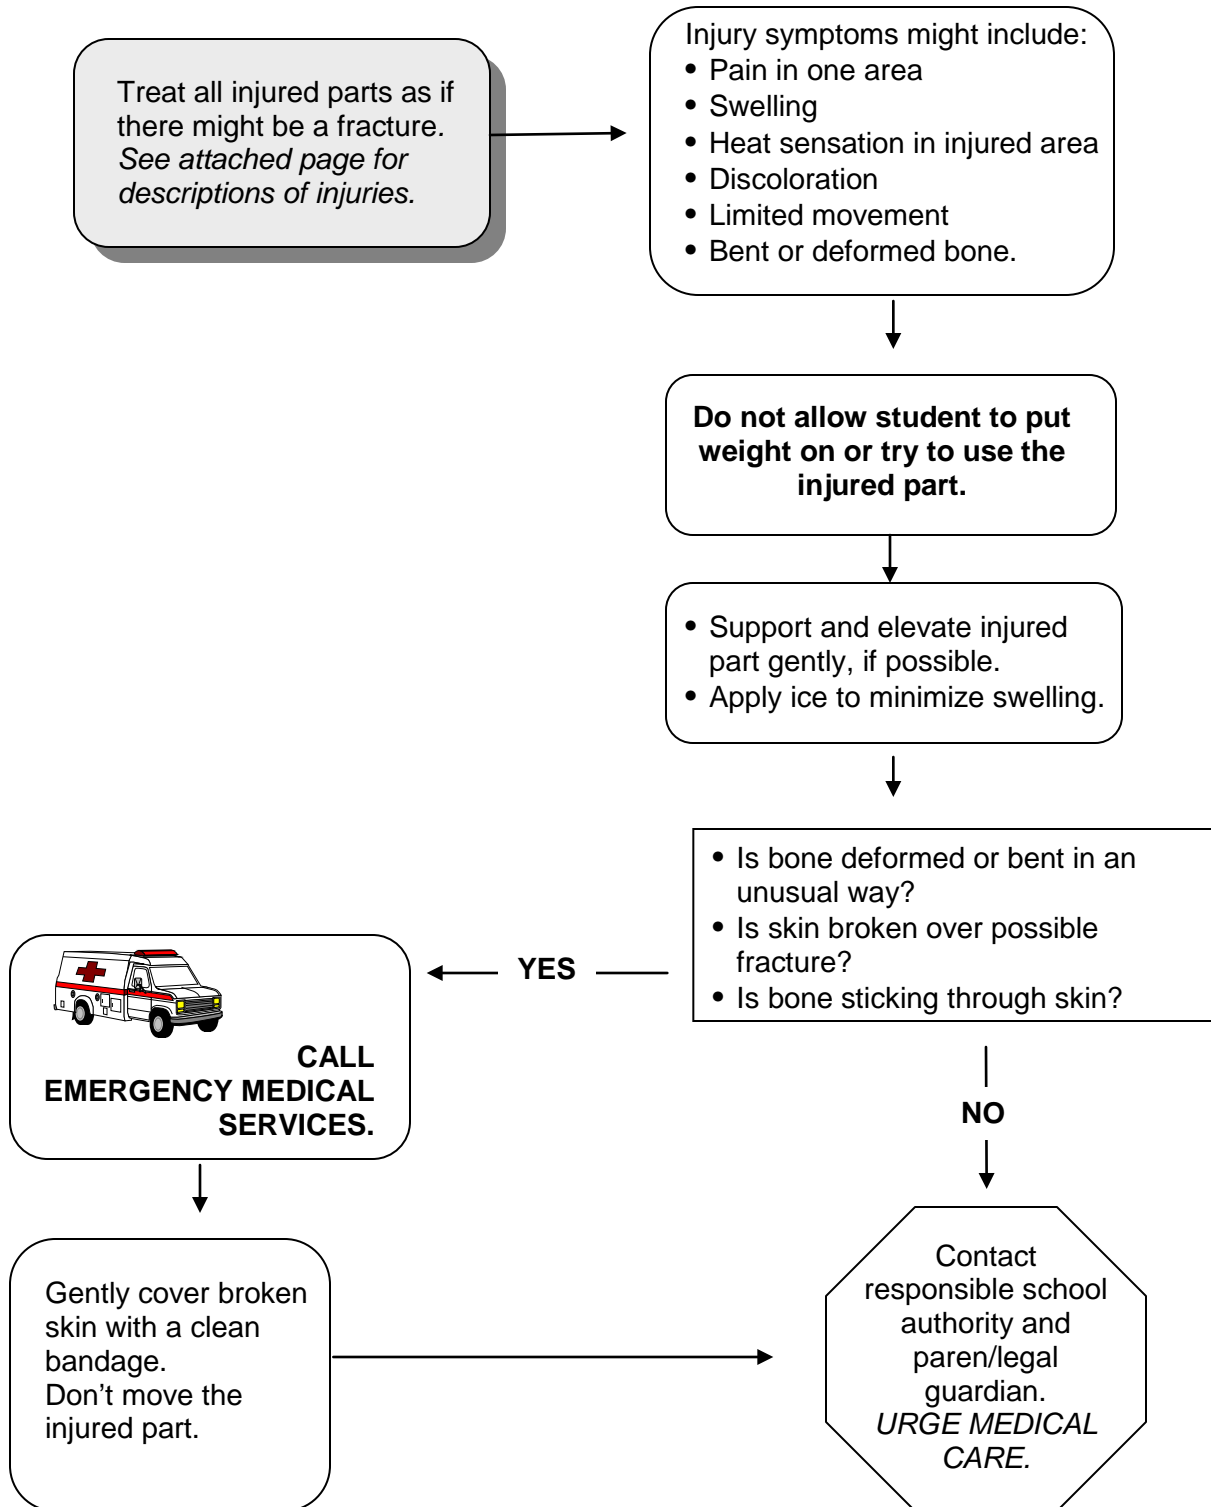 Treat all injured parts as if
there might be a fracture.
See attached page for
descriptions of injuries.
Injury symptoms might include:
• Pain in one area
• Swelling
• Heat sensation in injured area
• Discoloration
• Limited movement
• Bent or deformed bone.
Do not allow student to put
weight on or try to use the
injured part.
• Support and elevate injured
part gently, if possible.
• Apply ice to minimize swelling.
• Is bone deformed or bent in an
unusual way?
• Is skin broken over possible
fracture?
• Is bone sticking through skin?
YES
CALL
EMERGENCY MEDICAL
SERVICES.
NO
Gently cover broken
skin with a clean
bandage.
Don’t move the
injured part.
Contact
responsible school
authority and
paren/legal
guardian.
URGE MEDICAL
CARE.